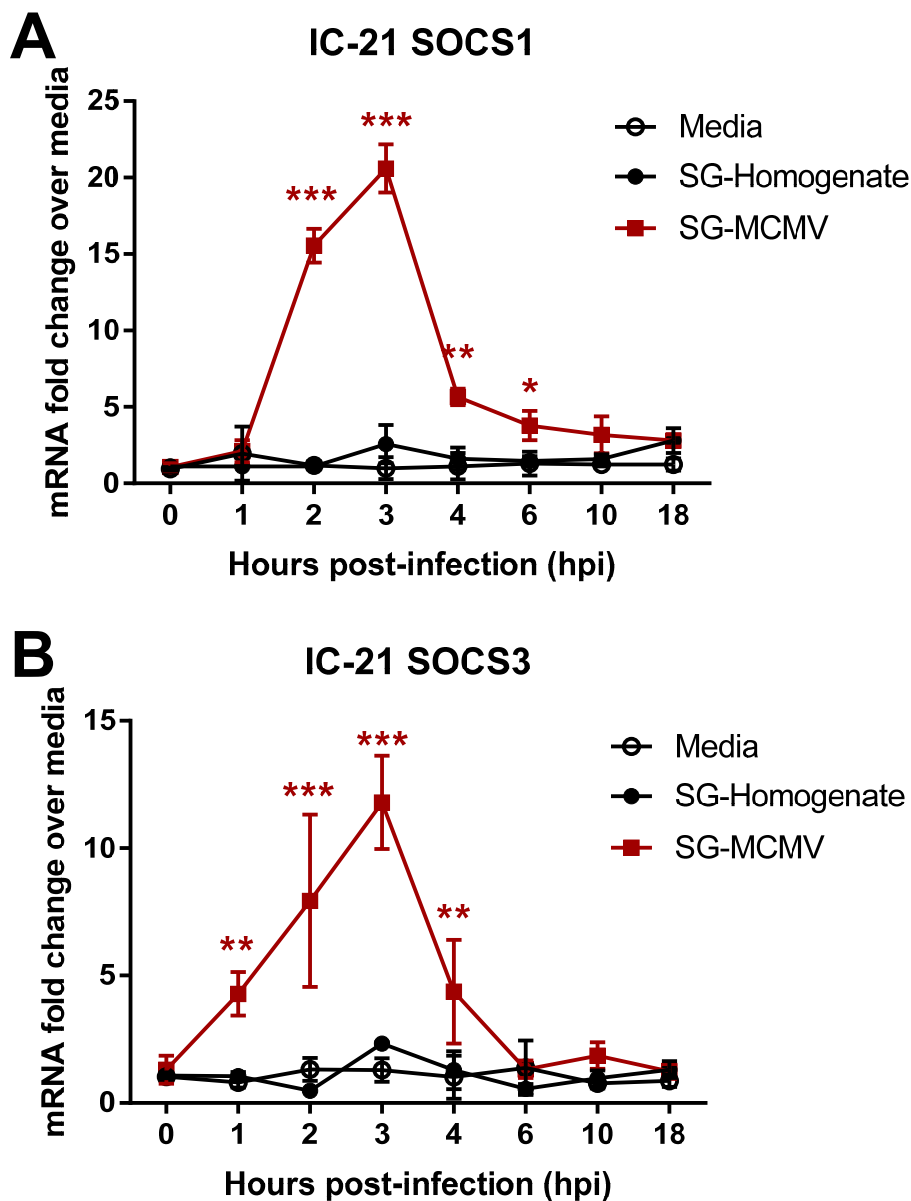 A
IC-21 SOCS1
mRNA fold change over media
25
20
15
10
5
0
***
***
**
*
Media
SG-Homogenate
SG-MCMV
0 1 2 3 4 6 10 18
Hours post-infection (hpi)
B
IC-21 SOCS3
mRNA fold change over media
15
10
5
0
**
***
***
**
Media
SG-Homogenate
SG-MCMV
0 1 2 3 4 6 10 18
Hours post-infection (hpi)